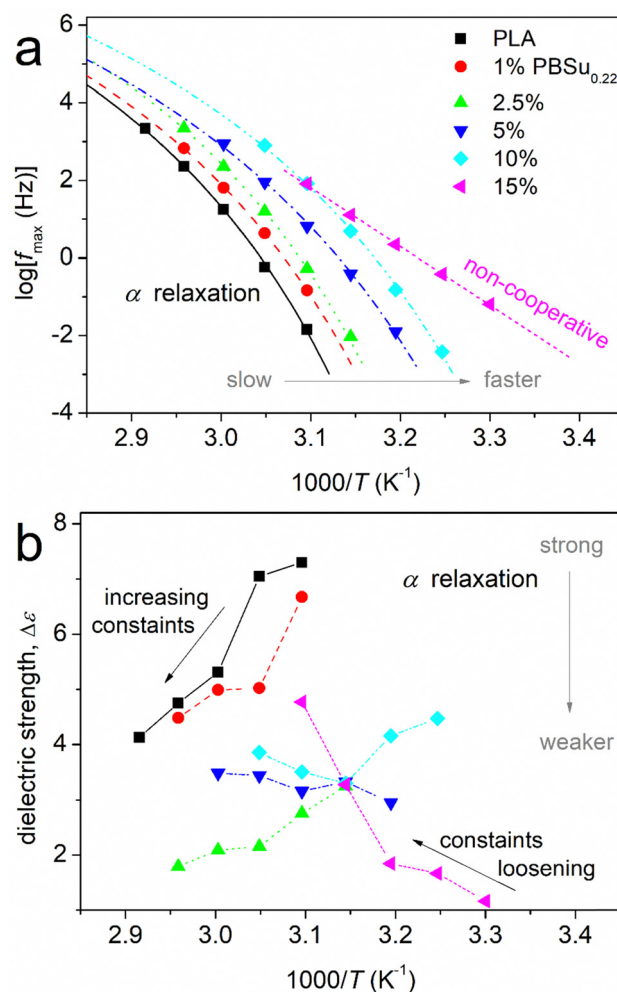 a
6
4
2
0
-2
-4
log[fmax (Hz)]
PLA
1% PBSu0.22
2.5%
5%
10%
15%
α relaxation
non-cooperative
slow
faster
2.9 3.0 3.1 3.2 3.3 3.4
1000/T (K-1)
b
8
6
4
2
dielectric strength, Δε
increasing
constaints
α relaxation
strong
weaker
constaints
loosening
2.9 3.0 3.1 3.2 3.3 3.4
1000/T (K-1)